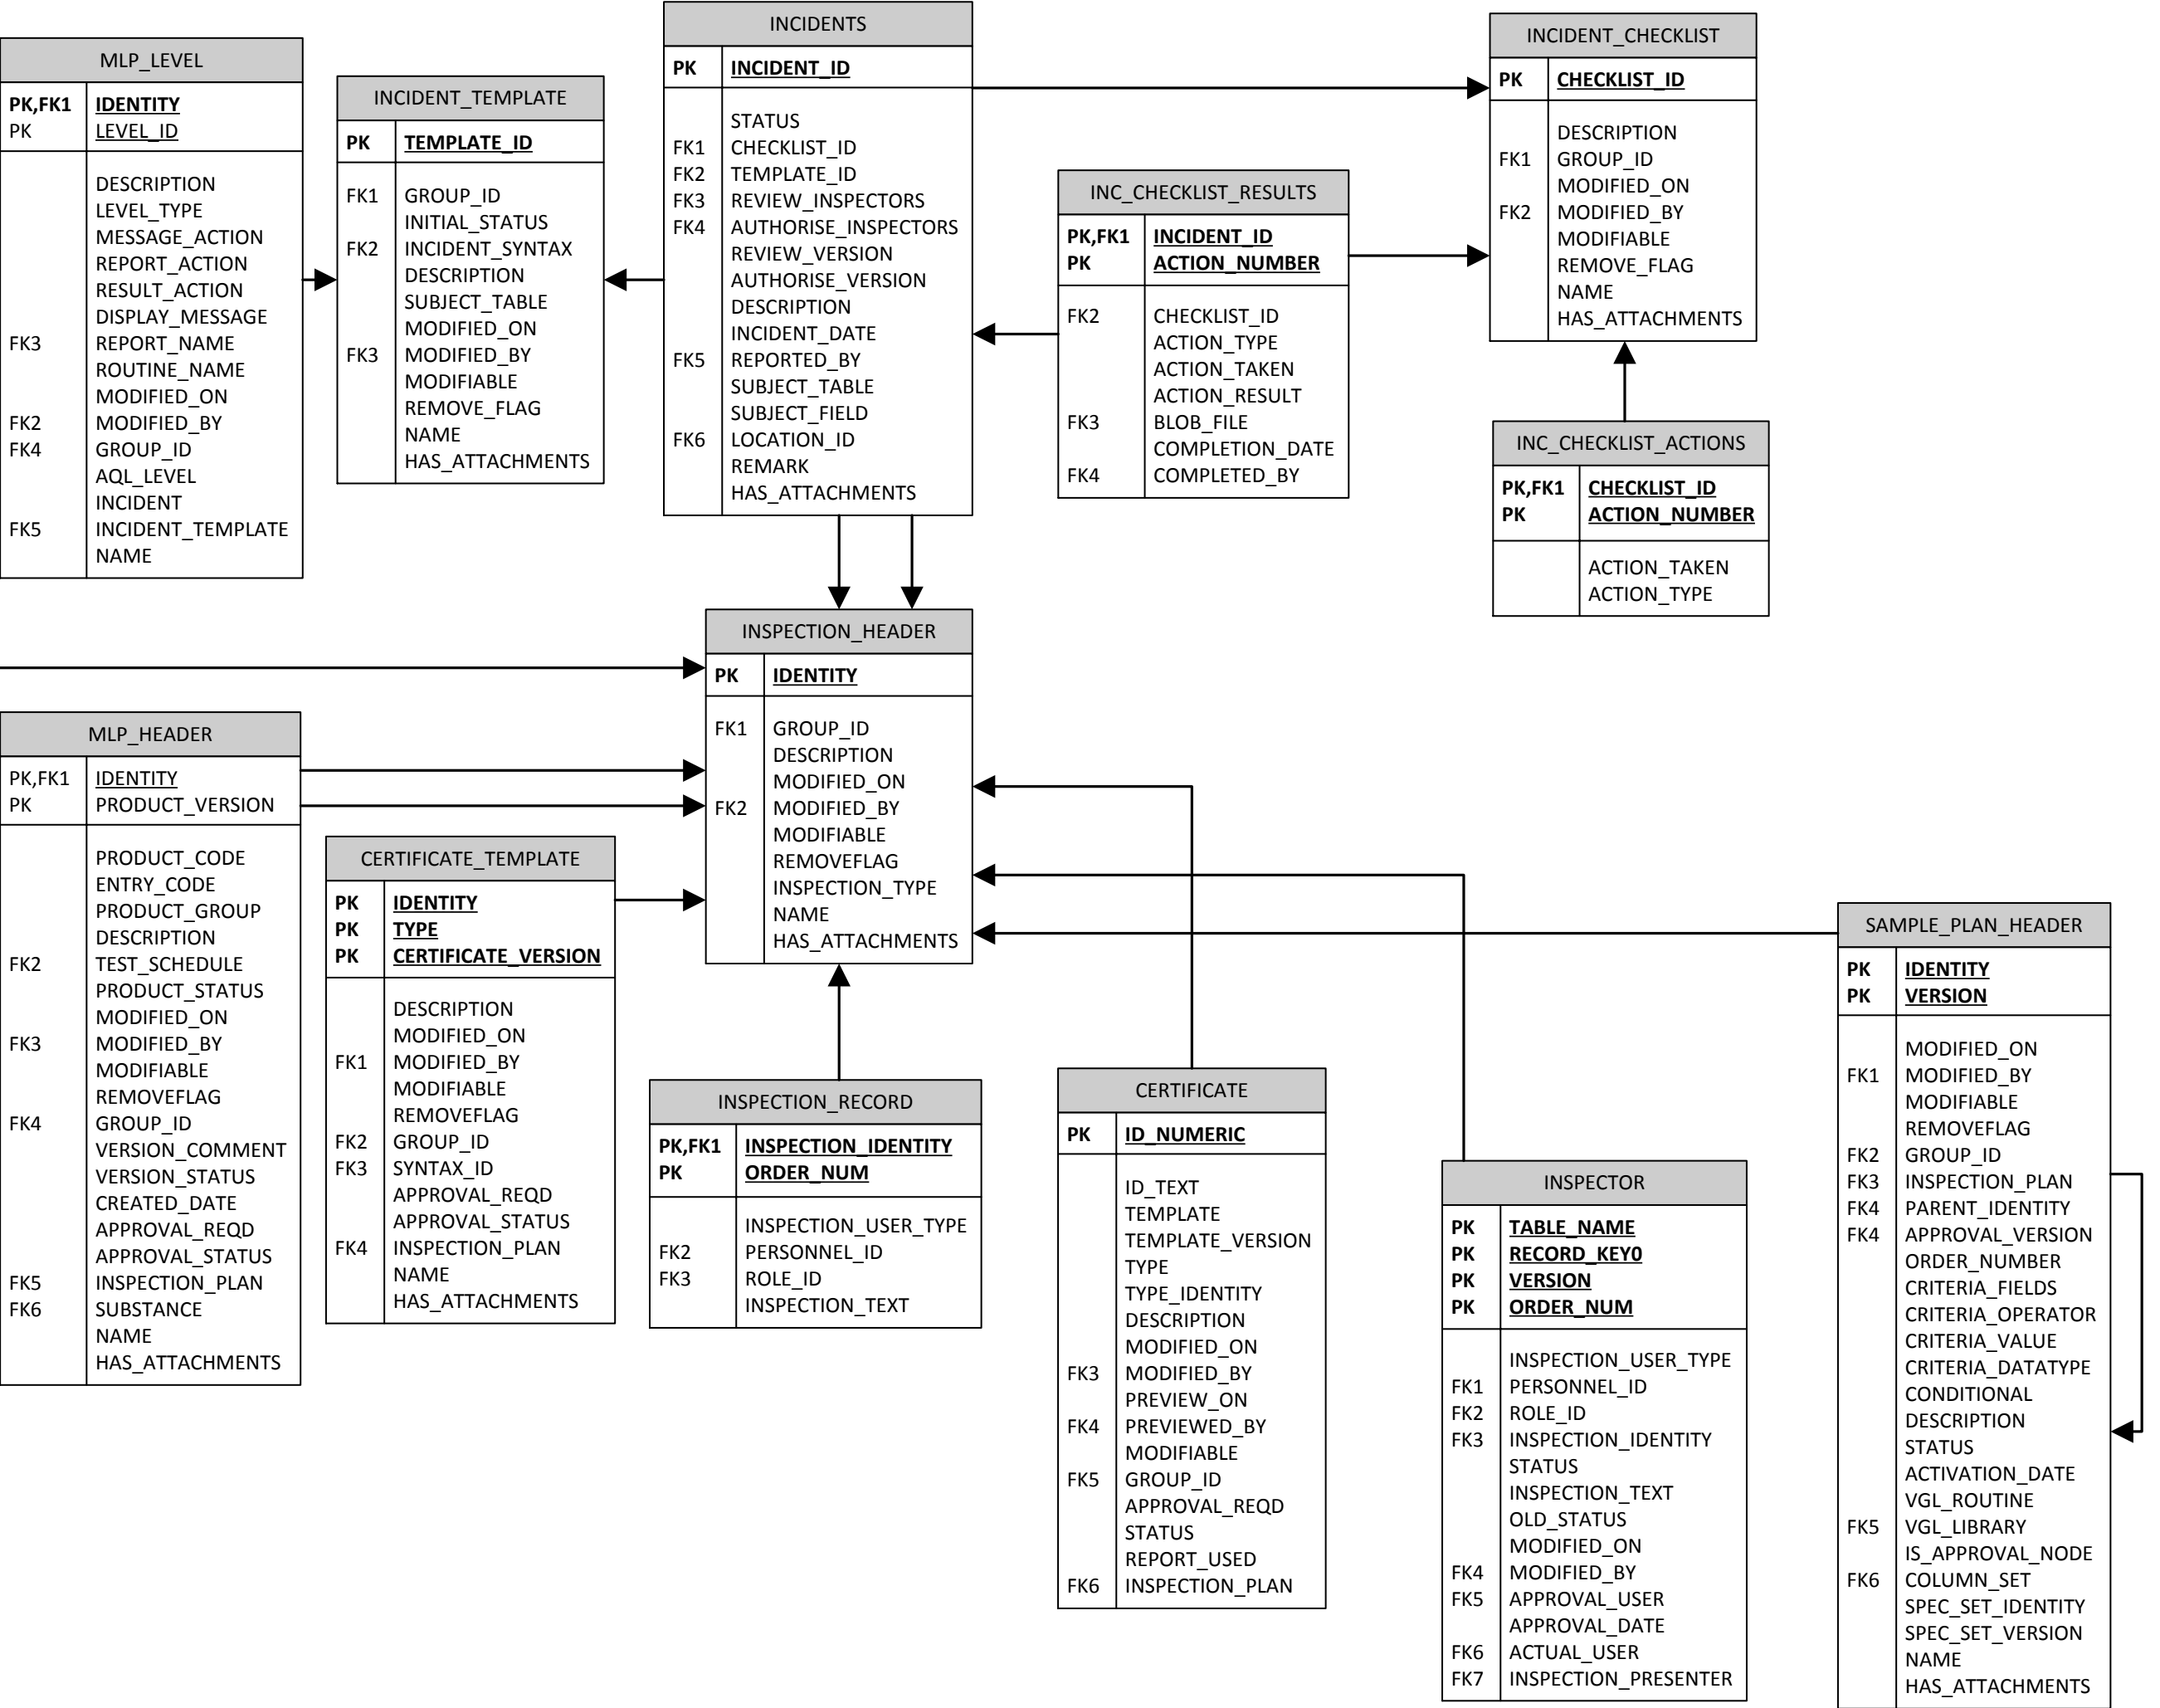 MLP_LEVEL
PK,FK1 IDENTITY
PK LEVEL_ID
DESCRIPTION
LEVEL_TYPE
MESSAGE_ACTION
REPORT_ACTION
RESULT_ACTION
DISPLAY_MESSAGE
FK3 REPORT_NAME
ROUTINE_NAME
MODIFIED_ON
FK2 MODIFIED_BY
FK4 GROUP_ID
AQL_LEVEL
INCIDENT
FK5 INCIDENT_TEMPLATE
NAME
INCIDENT_TEMPLATE
PK TEMPLATE_ID
FK1 GROUP_ID
INITIAL_STATUS
FK2 INCIDENT_SYNTAX
DESCRIPTION
SUBJECT_TABLE
MODIFIED_ON
FK3 MODIFIED_BY
MODIFIABLE
REMOVE_FLAG
NAME
HAS_ATTACHMENTS
INCIDENTS
PK INCIDENT_ID
STATUS
FK1 CHECKLIST_ID
FK2 TEMPLATE_ID
FK3 REVIEW_INSPECTORS
FK4 AUTHORISE_INSPECTORS
REVIEW_VERSION
AUTHORISE_VERSION
DESCRIPTION
INCIDENT_DATE
FK5 REPORTED_BY
SUBJECT_TABLE
SUBJECT_FIELD
FK6 LOCATION_ID
REMARK
HAS_ATTACHMENTS
INC_CHECKLIST_RESULTS
PK,FK1 INCIDENT_ID
PK ACTION_NUMBER
FK2 CHECKLIST_ID
ACTION_TYPE
ACTION_TAKEN
ACTION_RESULT
FK3 BLOB_FILE
COMPLETION_DATE
FK4 COMPLETED_BY
INCIDENT_CHECKLIST
PK CHECKLIST_ID
DESCRIPTION
FK1 GROUP_ID
MODIFIED_ON
FK2 MODIFIED_BY
MODIFIABLE
REMOVE_FLAG
NAME
HAS_ATTACHMENTS
INC_CHECKLIST_ACTIONS
PK,FK1 CHECKLIST_ID
PK ACTION_NUMBER
ACTION_TAKEN
ACTION_TYPE
INSPECTION_HEADER
PK IDENTITY
FK1 GROUP_ID
DESCRIPTION
MODIFIED_ON
FK2 MODIFIED_BY
MODIFIABLE
REMOVEFLAG
INSPECTION_TYPE
NAME
HAS_ATTACHMENTS
MLP_HEADER
PK,FK1 IDENTITY
PK PRODUCT_VERSION
PRODUCT_CODE
ENTRY_CODE
PRODUCT_GROUP
DESCRIPTION
FK2 TEST_SCHEDULE
PRODUCT_STATUS
MODIFIED_ON
FK3 MODIFIED_BY
MODIFIABLE
REMOVEFLAG
FK4 GROUP_ID
VERSION_COMMENT
VERSION_STATUS
CREATED_DATE
APPROVAL_REQD
APPROVAL_STATUS
FK5 INSPECTION_PLAN
FK6 SUBSTANCE
NAME
HAS_ATTACHMENTS
CERTIFICATE_TEMPLATE
PK IDENTITY
PK TYPE
PK CERTIFICATE_VERSION
DESCRIPTION
MODIFIED_ON
FK1 MODIFIED_BY
MODIFIABLE
REMOVEFLAG
FK2 GROUP_ID
FK3 SYNTAX_ID
APPROVAL_REQD
APPROVAL_STATUS
FK4 INSPECTION_PLAN
NAME
HAS_ATTACHMENTS
INSPECTION_RECORD
PK,FK1 INSPECTION_IDENTITY
PK ORDER_NUM
INSPECTION_USER_TYPE
FK2 PERSONNEL_ID
FK3 ROLE_ID
INSPECTION_TEXT
CERTIFICATE
PK ID_NUMERIC
ID_TEXT
TEMPLATE
TEMPLATE_VERSION
TYPE
TYPE_IDENTITY
DESCRIPTION
MODIFIED_ON
FK3 MODIFIED_BY
PREVIEW_ON
FK4 PREVIEWED_BY
MODIFIABLE
FK5 GROUP_ID
APPROVAL_REQD
STATUS
REPORT_USED
FK6 INSPECTION_PLAN
INSPECTOR
PK TABLE_NAME
PK RECORD_KEY0
PK VERSION
PK ORDER_NUM
INSPECTION_USER_TYPE
FK1 PERSONNEL_ID
FK2 ROLE_ID
FK3 INSPECTION_IDENTITY
STATUS
INSPECTION_TEXT
OLD_STATUS
MODIFIED_ON
FK4 MODIFIED_BY
FK5 APPROVAL_USER
APPROVAL_DATE
FK6 ACTUAL_USER
FK7 INSPECTION_PRESENTER
SAMPLE_PLAN_HEADER
PK IDENTITY
PK VERSION
MODIFIED_ON
FK1 MODIFIED_BY
MODIFIABLE
REMOVEFLAG
FK2 GROUP_ID
FK3 INSPECTION_PLAN
FK4 PARENT_IDENTITY
FK4 APPROVAL_VERSION
ORDER_NUMBER
CRITERIA_FIELDS
CRITERIA_OPERATOR
CRITERIA_VALUE
CRITERIA_DATATYPE
CONDITIONAL
DESCRIPTION
STATUS
ACTIVATION_DATE
VGL_ROUTINE
FK5 VGL_LIBRARY
IS_APPROVAL_NODE
FK6 COLUMN_SET
SPEC_SET_IDENTITY
SPEC_SET_VERSION
NAME
HAS_ATTACHMENTS